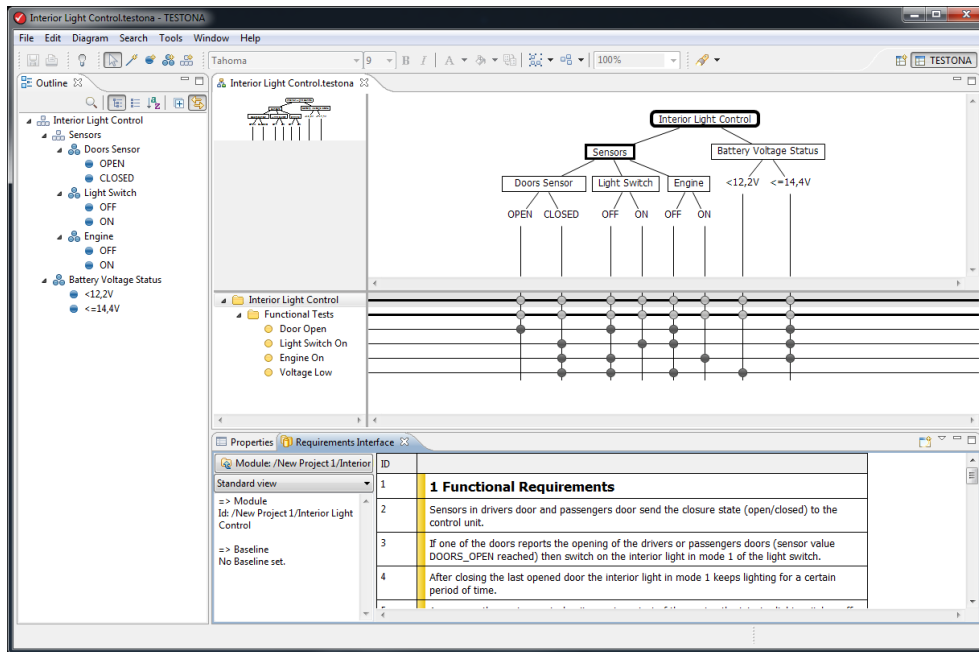 Interior Light Control.testona - TESTONA
File Edit Diagram Search Tools Window Help
Tahoma 9 B I A 100% TESTONA
Outline
Interior Light Control
Sensors
Doors Sensor
OPEN
CLOSED
Light Switch
OFF
ON
Engine
OFF
ON
Battery Voltage Status
<12,2V
<=14,4V
Interior Light Control.testona
Interior Light Control
Sensors Battery Voltage Status
Doors Sensor Light Switch Engine <12,2V <=14,4V
OPEN CLOSED OFF ON OFF ON
Interior Light Control
Functional Tests
Door Open
Light Switch On
Engine On
Voltage Low
Properties Requirements Interface
Module: /New Project 1/Interior
Standard view
=> Module
Id: /New Project 1/Interior Light
Control
=> Baseline
No Baseline set.
ID
1 1 Functional Requirements
2 Sensors in drivers door and passengers door send the closure state (open/closed) to the
control unit.
3 If one of the doors reports the opening of the drivers or passengers doors (sensor value
DOORS_OPEN reached) then switch on the interior light in mode 1 of the light switch.
4 After closing the last opened door the interior light in mode 1 keeps lighting for a certain
period of time.